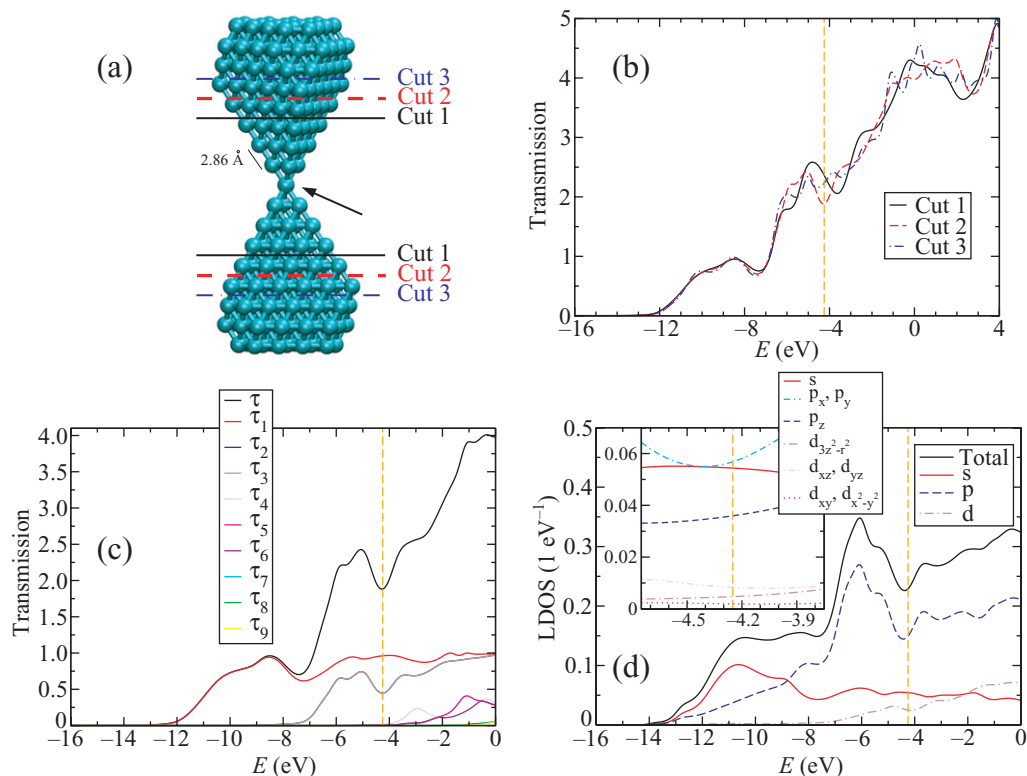 (a)
Cut 3
Cut 2
Cut 1
2.86 Å
Cut 1
Cut 2
Cut 3
(b)
Transmission
5
4
3
2
1
0
Cut 1
Cut 2
Cut 3
−16 −12 −8 −4 0 4
E (eV)
(c)
Transmission
4.0
3.5
3.0
2.5
2.0
1.5
1.0
0.5
0
τ
τ1
τ2
τ3
τ4
τ5
τ6
τ7
τ8
τ9
−16 −14 −12 −10 −8 −6 −4 −2 0
E (eV)
(d)
LDOS (1 eV⁻¹)
0.5
0.4
0.3
0.2
0.1
0
s
px, py
pz
d3z²-r²
dxz, dyz
dxy, dx²-y²
0.06
0.04
0.02
0
−4.5 −3.9
Total
s
p
d
−16 −14 −12 −10 −8 −6 −4 −2 0
E (eV)